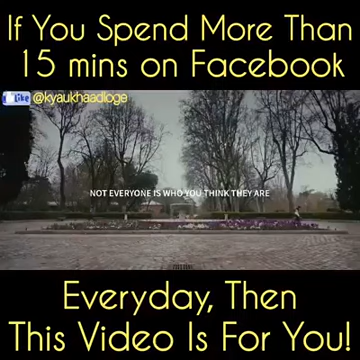 If You Spend More Than
15 mins on Facebook
Like @kyaukhaadloge
NOT EVERYONE IS WHO YOU THINK THEY ARE
Everyday, Then
This Video Is For You!